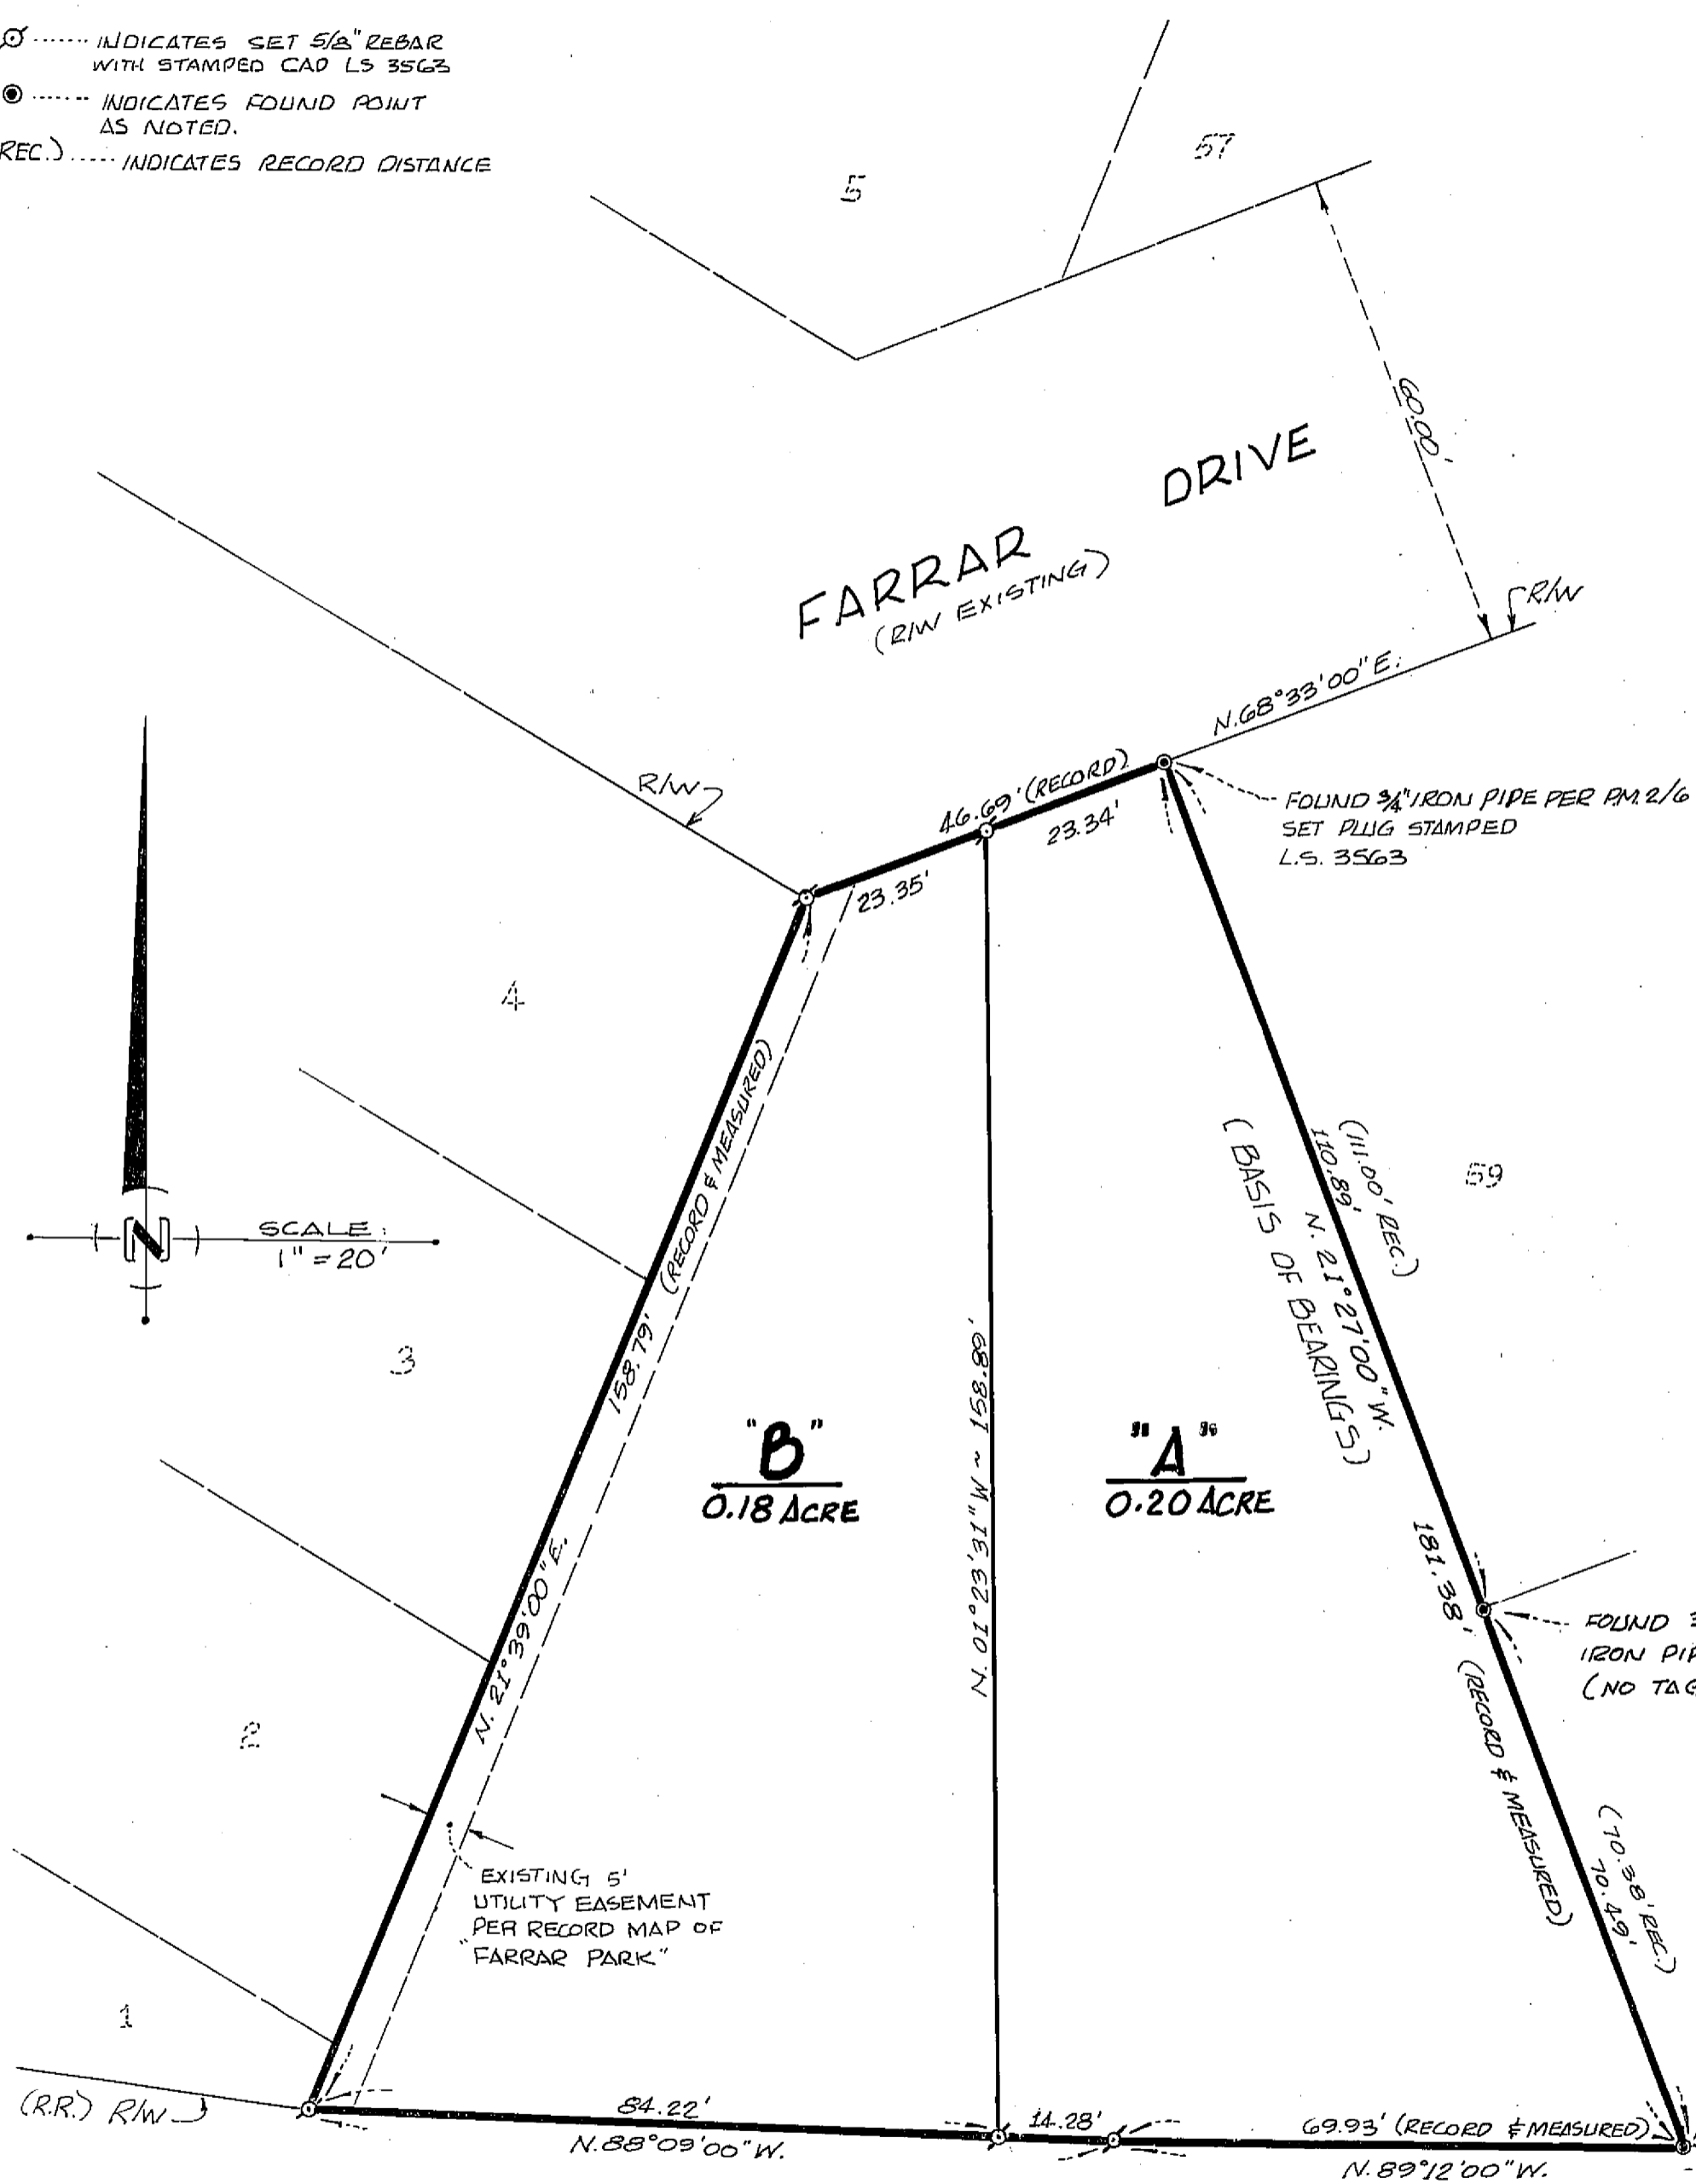 ....... INDICATES SET 5/8" REBAR
WITH STAMPED CAP LS 3563
....... INDICATES FOUND POINT
AS NOTED.
REC.) ..... INDICATES RECORD DISTANCE
57
5
60.00'
FARRAR DRIVE
(R/W EXISTING)
R/W
N.68°33'00"E.
R/W
46.69' (RECORD)
23.34'
23.35'
FOUND 3/4" IRON PIPE PER P.M. 2/6
SET PLUG STAMPED
L.S. 3563
4
N
SCALE:
1" = 20'
3
158.79' (RECORD & MEASURED)
N. 21°39'00"E.
N. 01°23'31"W ~ 158.89'
(111.00' REC.)
110.89'
N. 21°27'00"W.
(BASIS OF BEARINGS)
59
"B"
0.18 ACRE
"A"
0.20 ACRE
181.38' (RECORD & MEASURED)
FOUND
IRON PIP
(NO TAG
2
(70.38' REC.)
70.49'
EXISTING 5'
UTILITY EASEMENT
PER RECORD MAP OF
"FARRAR PARK"
1
(R.R.) R/W
84.22'
N.88°09'00"W.
14.28'
69.93' (RECORD & MEASURED)
N.89°12'00"W.